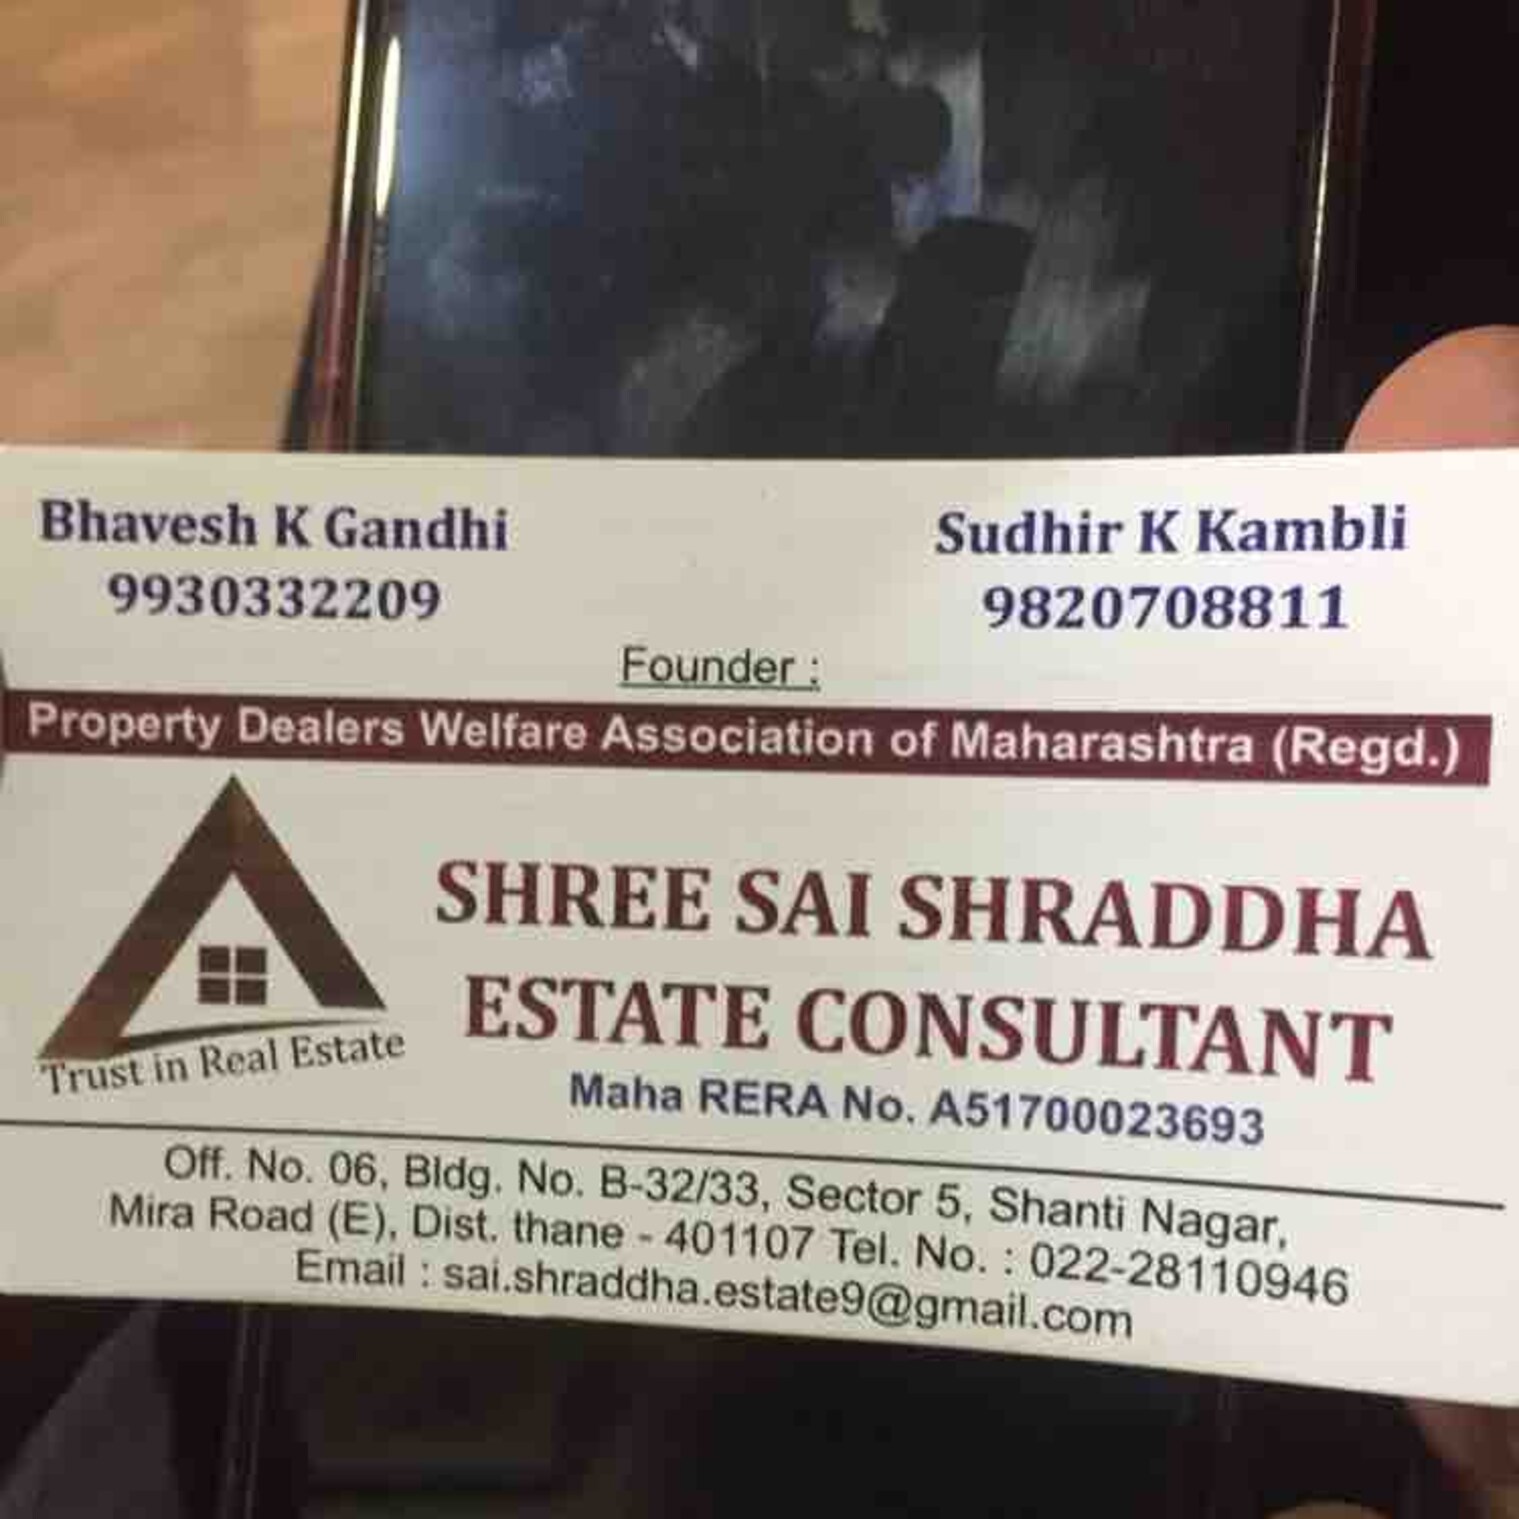 Bhavesh K Gandhi
9930332209
Sudhir K Kambli
9820708811
Founder :
Property Dealers Welfare Association of Maharashtra (Regd.)
Trust in Real Estate
SHREE SAI SHRADDHA
ESTATE CONSULTANT
Maha RERA No. A51700023693
Off. No. 06, Bldg. No. B-32/33, Sector 5, Shanti Nagar,
Mira Road (E), Dist. thane - 401107 Tel. No. : 022-28110946
Email : sai.shraddha.estate9@gmail.com